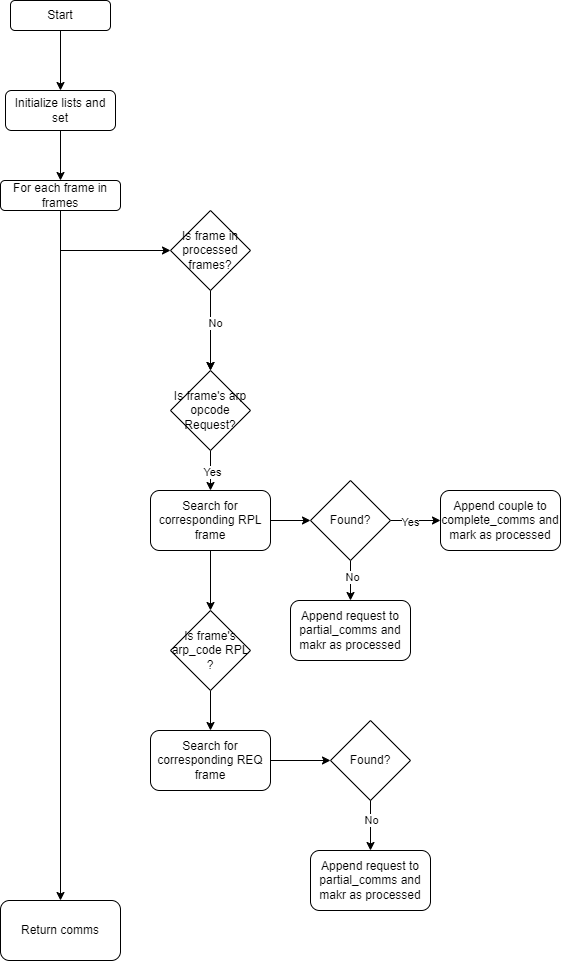 Start
Initialize lists and
set
For each frame in
frames
Is frame in
processed
frames?
No
Is frame's arp
opcode
Request?
Yes
Search for
corresponding RPL
frame
Found?
Yes
Append couple to
complete_comms and
mark as processed
No
Append request to
partial_comms and
makr as processed
Is frame's
arp_code RPL
?
Search for
corresponding REQ
frame
Found?
No
Append request to
partial_comms and
makr as processed
Return comms